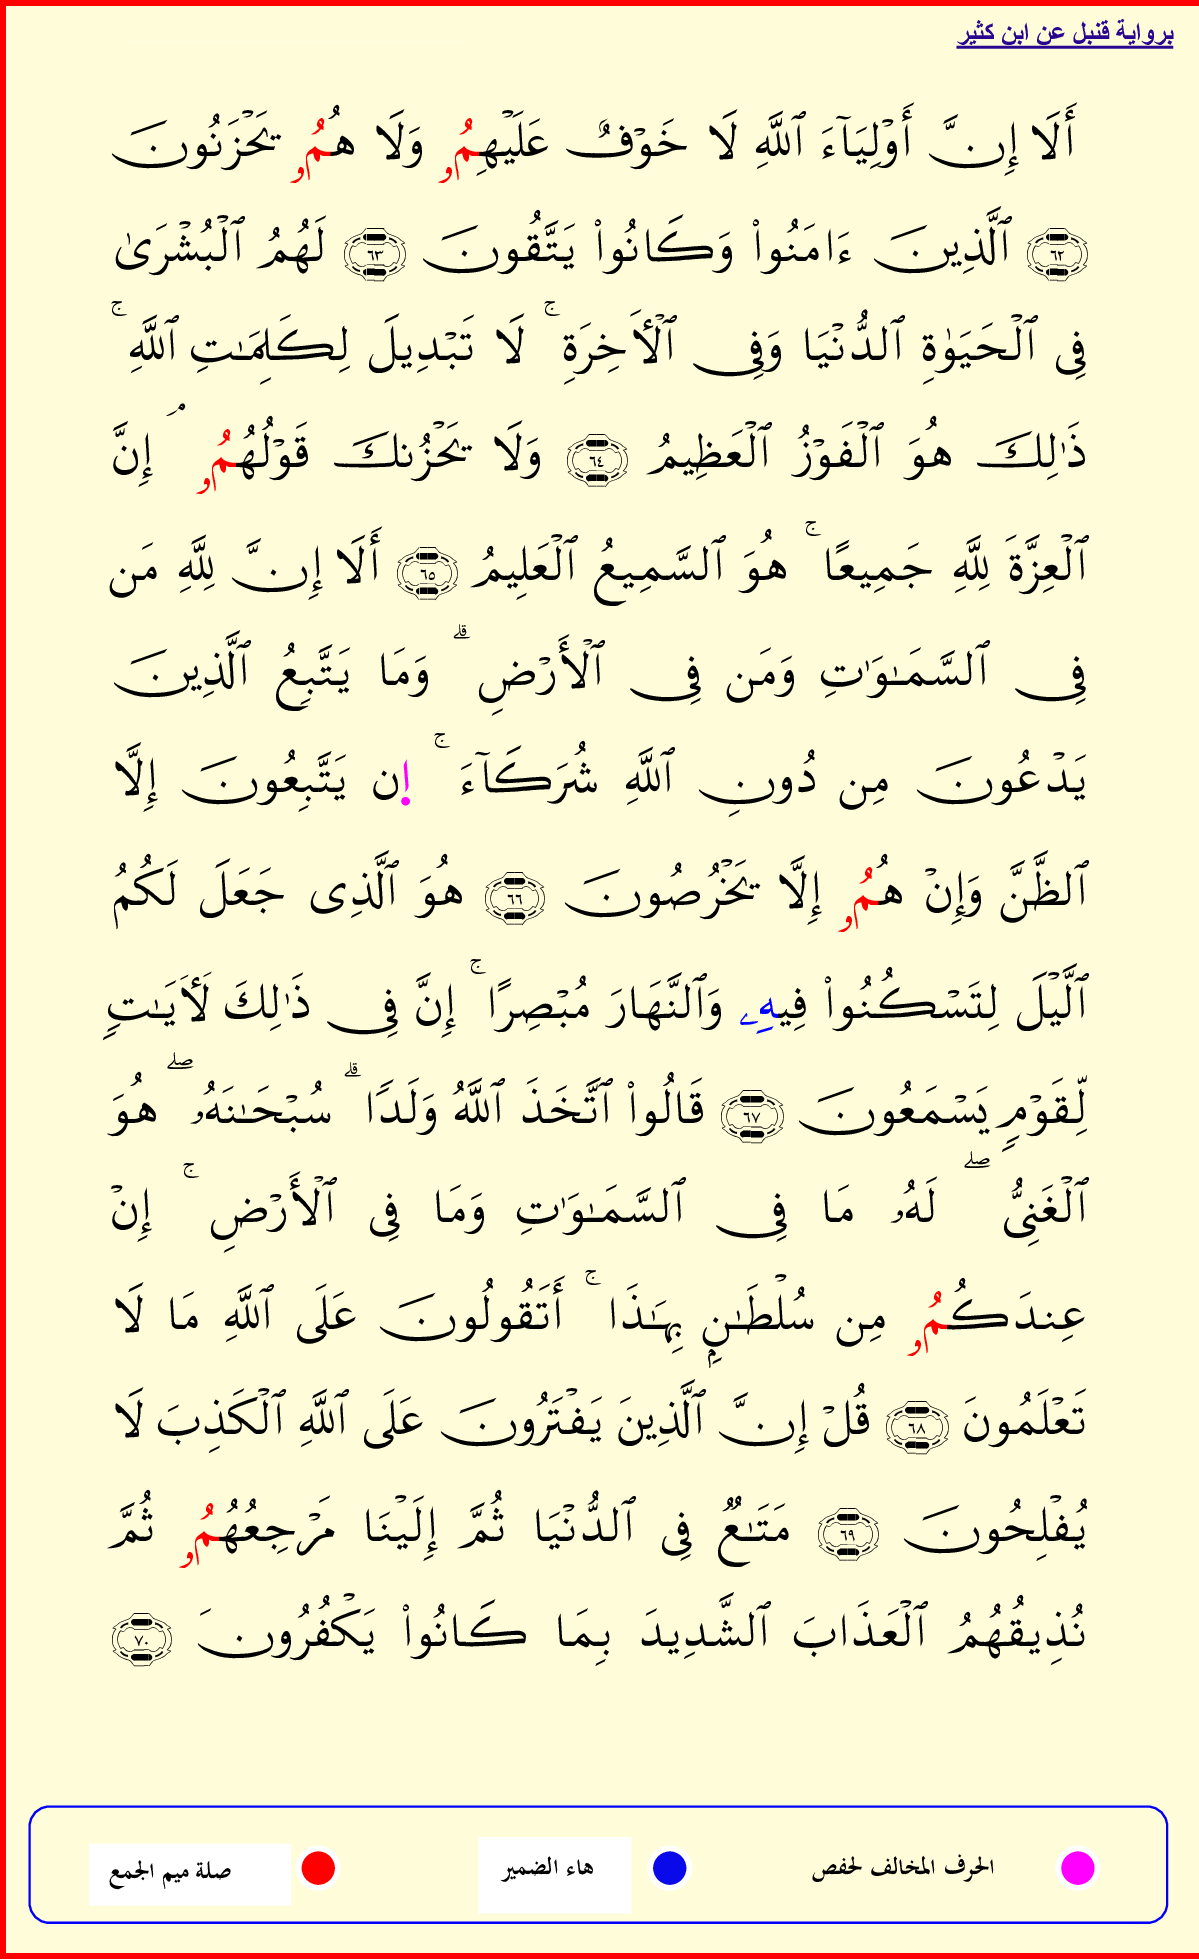 برواية قنبل عن ابن كثير
أَلَا إِنَّ أَوْلِيَآءَ ٱللَّهِ لَا خَوْفٌ عَلَيْهِمُۥ وَلَا هُمُۥ يَحْزَنُونَ
٦٢ ٱلَّذِينَ ءَامَنُوا۟ وَكَانُوا۟ يَتَّقُونَ ٦٣ لَهُمُ ٱلْبُشْرَىٰ
فِى ٱلْحَيَوٰةِ ٱلدُّنْيَا وَفِى ٱلْأَخِرَةِ ۚ لَا تَبْدِيلَ لِكَلِمَـٰتِ ٱللَّهِ ۚ
ذَٰلِكَ هُوَ ٱلْفَوْزُ ٱلْعَظِيمُ ٦٤ وَلَا يَحْزُنكَ قَوْلُهُمُۥ ۘ إِنَّ
ٱلْعِزَّةَ لِلَّهِ جَمِيعًا ۚ هُوَ ٱلسَّمِيعُ ٱلْعَلِيمُ ٦٥ أَلَا إِنَّ لِلَّهِ مَن
فِى ٱلسَّمَـٰوَٰتِ وَمَن فِى ٱلْأَرْضِ ۗ وَمَا يَتَّبِعُ ٱلَّذِينَ
يَدْعُونَ مِن دُونِ ٱللَّهِ شُرَكَآءَ ۚ إن يَتَّبِعُونَ إِلَّا
ٱلظَّنَّ وَإِنْ هُمُۥ إِلَّا يَخْرُصُونَ ٦٦ هُوَ ٱلَّذِى جَعَلَ لَكُمُ
ٱلَّيْلَ لِتَسْكُنُوا۟ فِيهِۦ وَٱلنَّهَارَ مُبْصِرًا ۚ إِنَّ فِى ذَٰلِكَ لَأَيَـٰتٍ
لِّقَوْمٍ يَسْمَعُونَ ٦٧ قَالُوا۟ ٱتَّخَذَ ٱللَّهُ وَلَدًا ۗ سُبْحَـٰنَهُۥ ۖ هُوَ
ٱلْغَنِىُّ ۖ لَهُۥ مَا فِى ٱلسَّمَـٰوَٰتِ وَمَا فِى ٱلْأَرْضِ ۚ إِنْ
عِندَكُمُۥ مِن سُلْطَـٰنٍۭ بِهَـٰذَا ۚ أَتَقُولُونَ عَلَى ٱللَّهِ مَا لَا
تَعْلَمُونَ ٦٨ قُلْ إِنَّ ٱلَّذِينَ يَفْتَرُونَ عَلَى ٱللَّهِ ٱلْكَذِبَ لَا
يُفْلِحُونَ ٦٩ مَتَـٰعٌ فِى ٱلدُّنْيَا ثُمَّ إِلَيْنَا مَرْجِعُهُمُۥ ثُمَّ
نُذِيقُهُمُ ٱلْعَذَابَ ٱلشَّدِيدَ بِمَا كَانُوا۟ يَكْفُرُونَ ٧٠
الحرف المخالف لحفص هاء الضمير صلة ميم الجمع